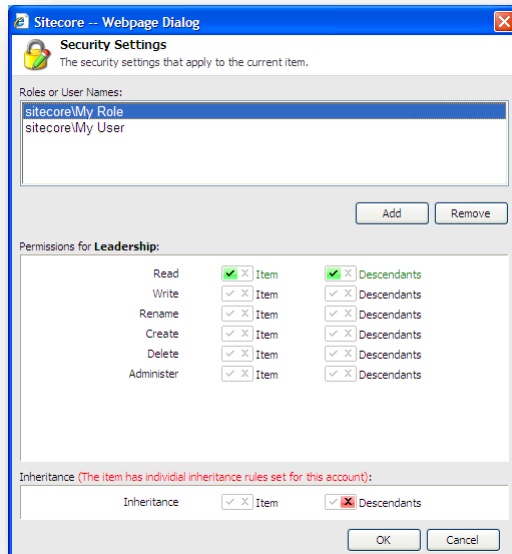 Sitecore -- Webpage Dialog
Security Settings
The security settings that apply to the current item.
Roles or User Names:
sitecore\My Role
sitecore\My User
Add Remove
Permissions for Leadership:
Read Item Descendants
Write Item Descendants
Rename Item Descendants
Create Item Descendants
Delete Item Descendants
Administer Item Descendants
Inheritance (The item has individial inheritance rules set for this account):
Inheritance Item Descendants
OK Cancel